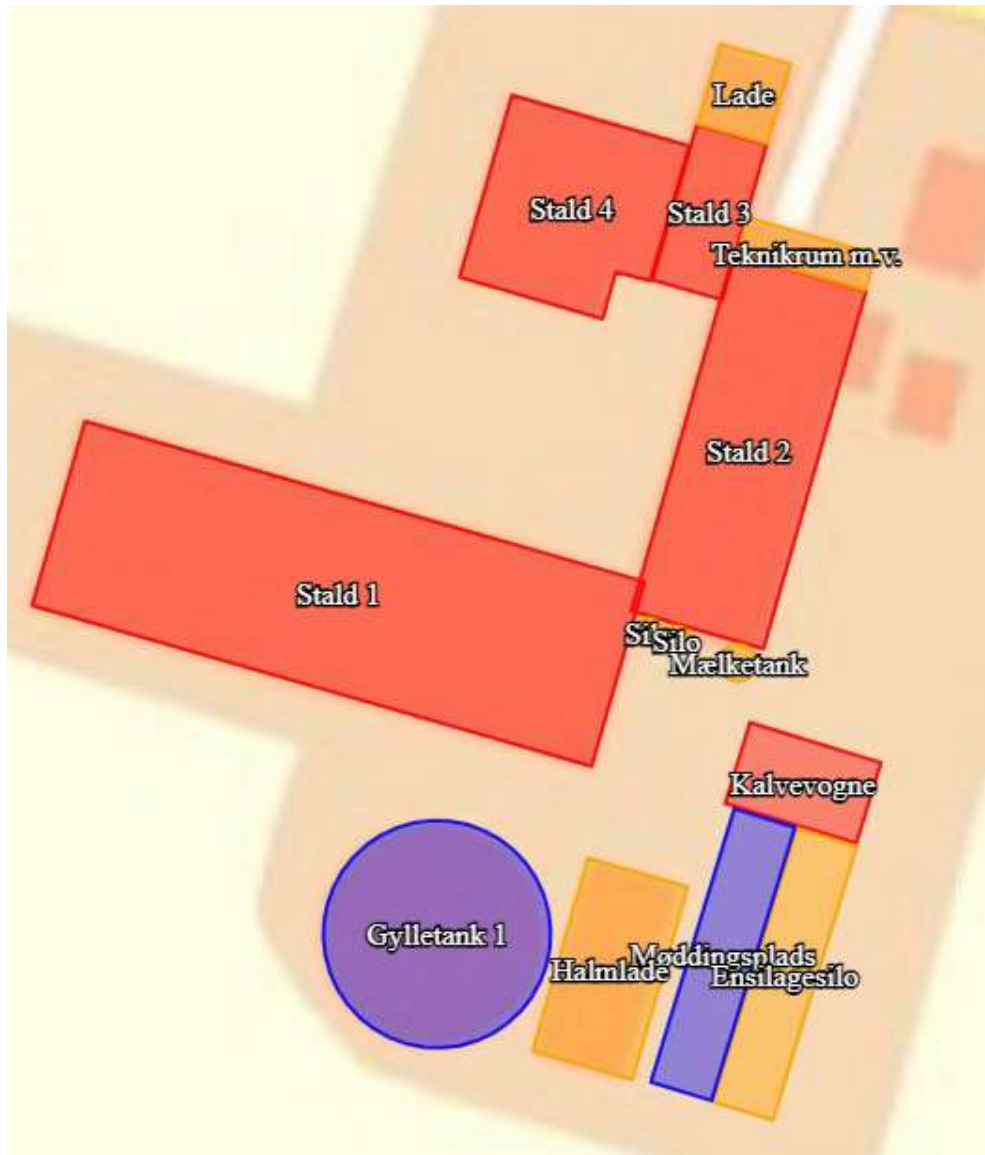 Lade
Stald 4
Stald 3
Teknikrum m.v.
Stald 2
Stald 1
Silo
Mælketank
Kalvevogne
Gylletank 1
Møddingsplads
Halmlade
Ensilagesilo